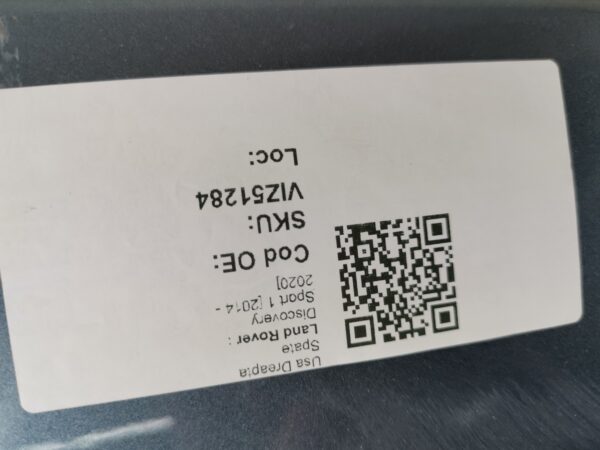 Usa Dreapta
Spate
Land Rover :
Discovery
Sport 1 [2014 -
2020]
Cod OE:
SKU:
VIZ51284
Loc: